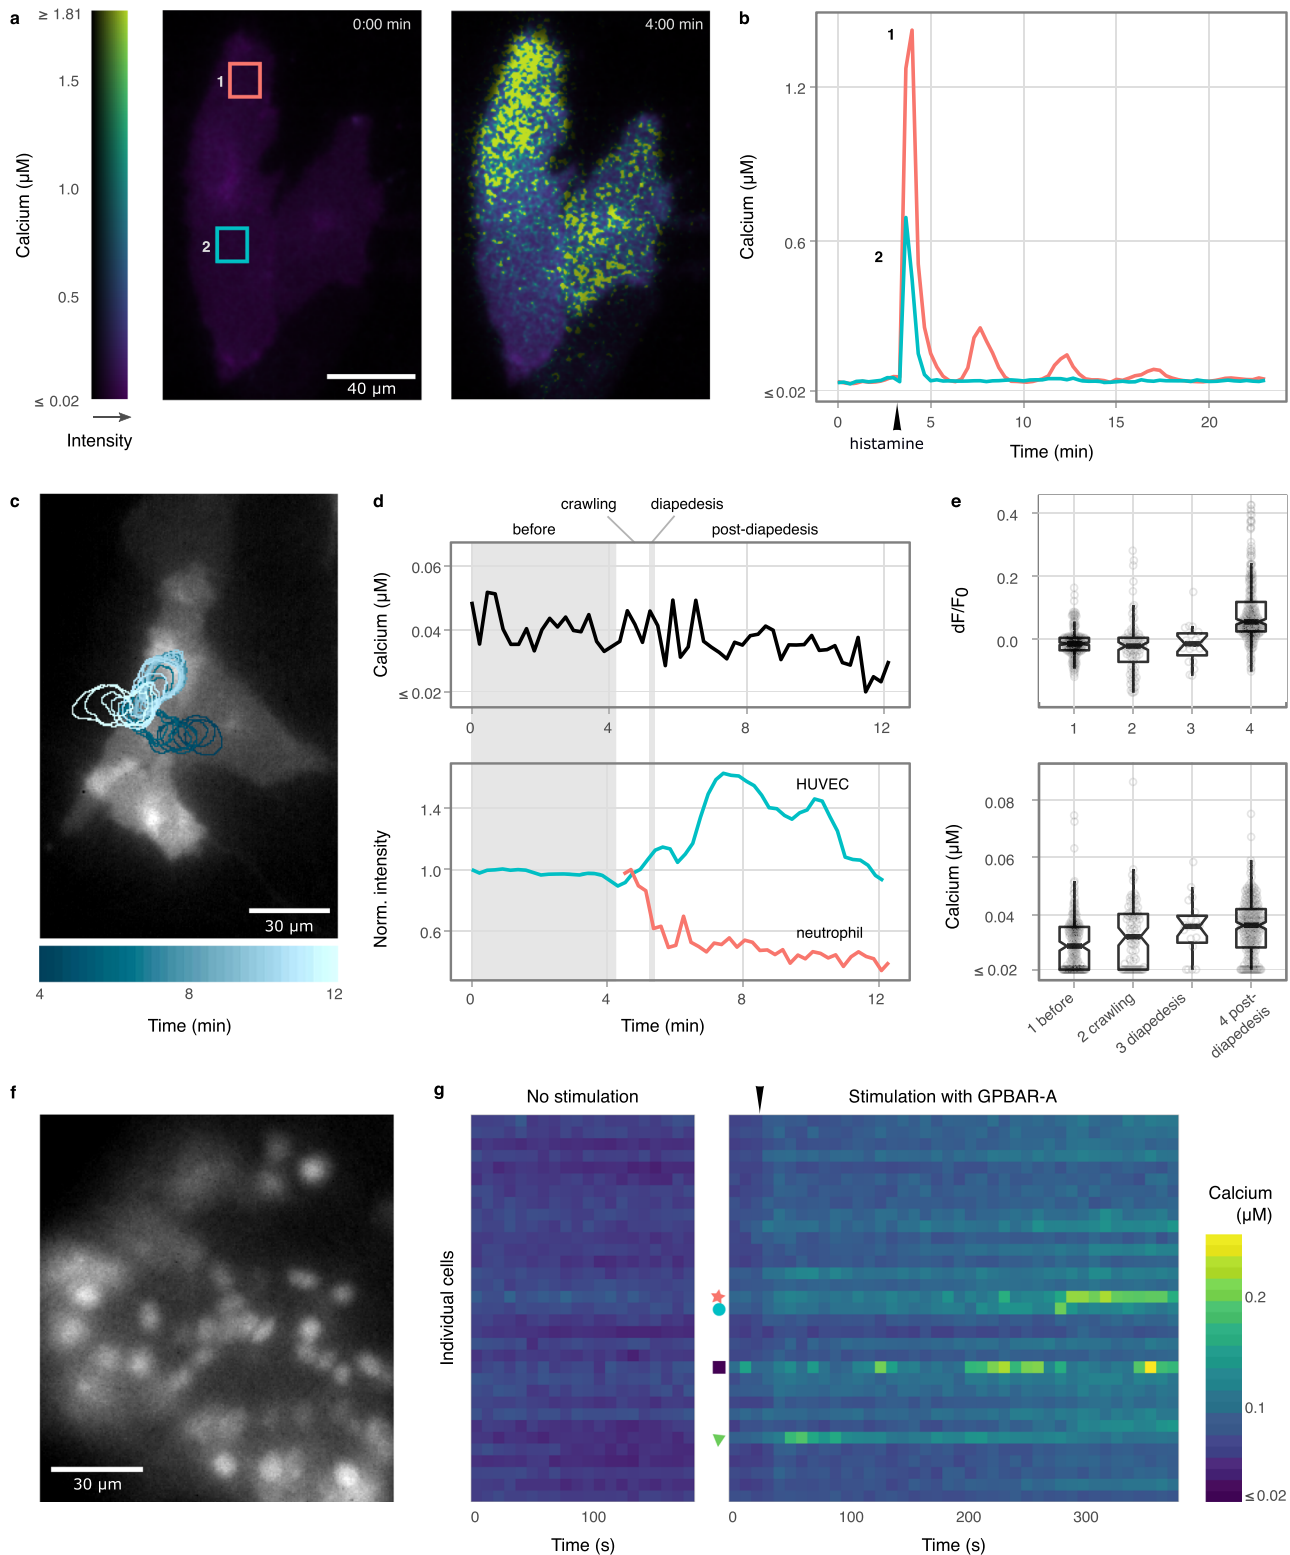 a
≥ 1.81
1.5
1.0
0.5
≤ 0.02
Calcium (µM)
Intensity
0:00 min
1
2
40 µm
4:00 min
b
1
2
1.2
0.6
≤ 0.02
Calcium (µM)
0
5
10
15
20
histamine
Time (min)
c
30 µm
4
8
12
Time (min)
d
crawling
diapedesis
before
post-diapedesis
0.06
0.04
≤ 0.02
Calcium (µM)
0
4
8
12
HUVEC
neutrophil
1.4
1.0
0.6
Norm. intensity
0
4
8
12
Time (min)
e
0.4
0.2
0.0
dF/F0
1
2
3
4
0.08
0.06
0.04
≤ 0.02
Calcium (µM)
1 before
2 crawling
3 diapedesis
4 post-
diapedesis
f
30 µm
g
No stimulation
Stimulation with GPBAR-A
Individual cells
0
100
Time (s)
0
100
200
300
Time (s)
Calcium
(µM)
0.2
0.1
≤ 0.02